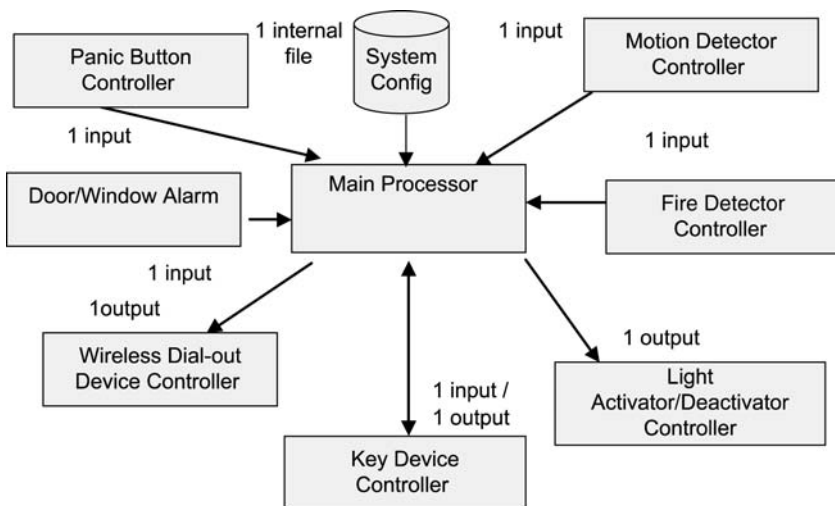 Panic Button
Controller
1 internal
file
System
Config
1 input
Motion Detector
Controller
1 input
1 input
Main Processor
Door/Window Alarm
Fire Detector
Controller
1 input
1output
Wireless Dial-out
Device Controller
1 input /
1 output
1 output
Light
Activator/Deactivator
Controller
Key Device
Controller